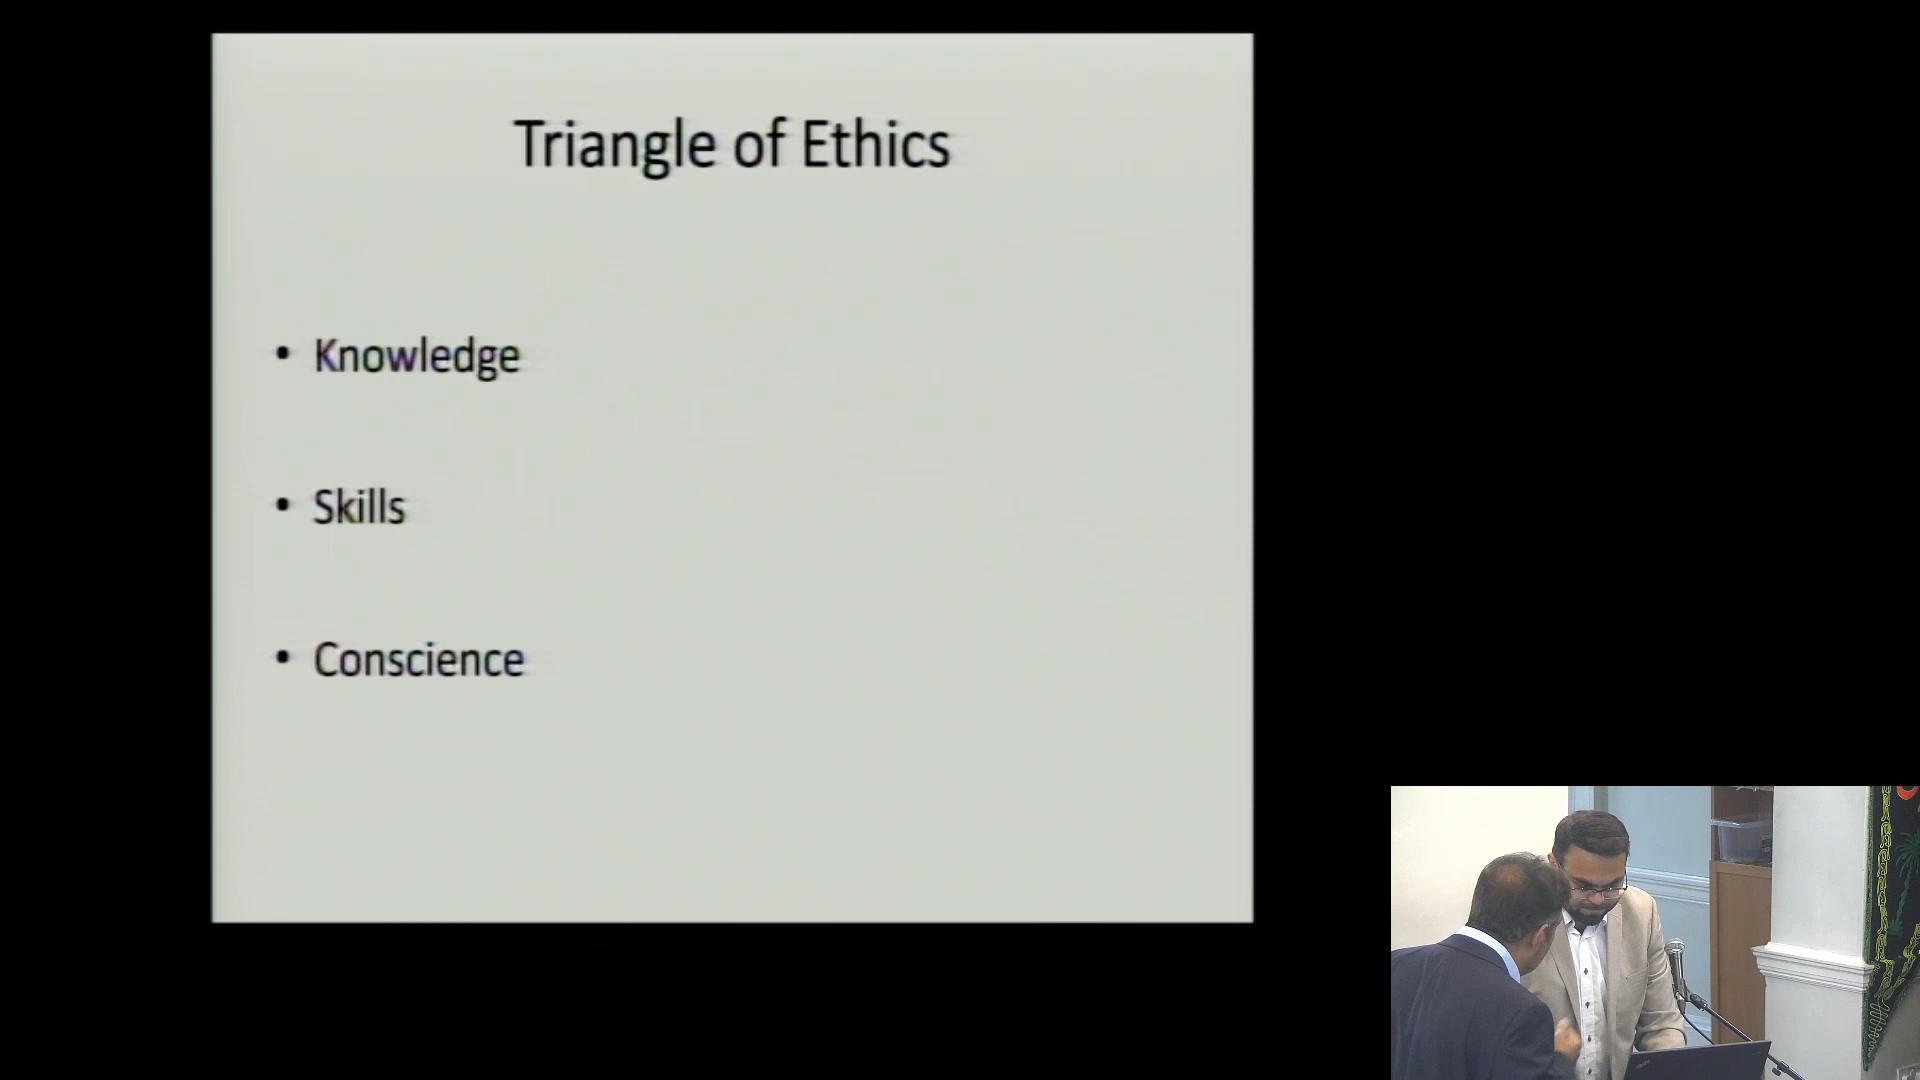 Triangle of Ethics
• Knowledge
• Skills
• Conscience